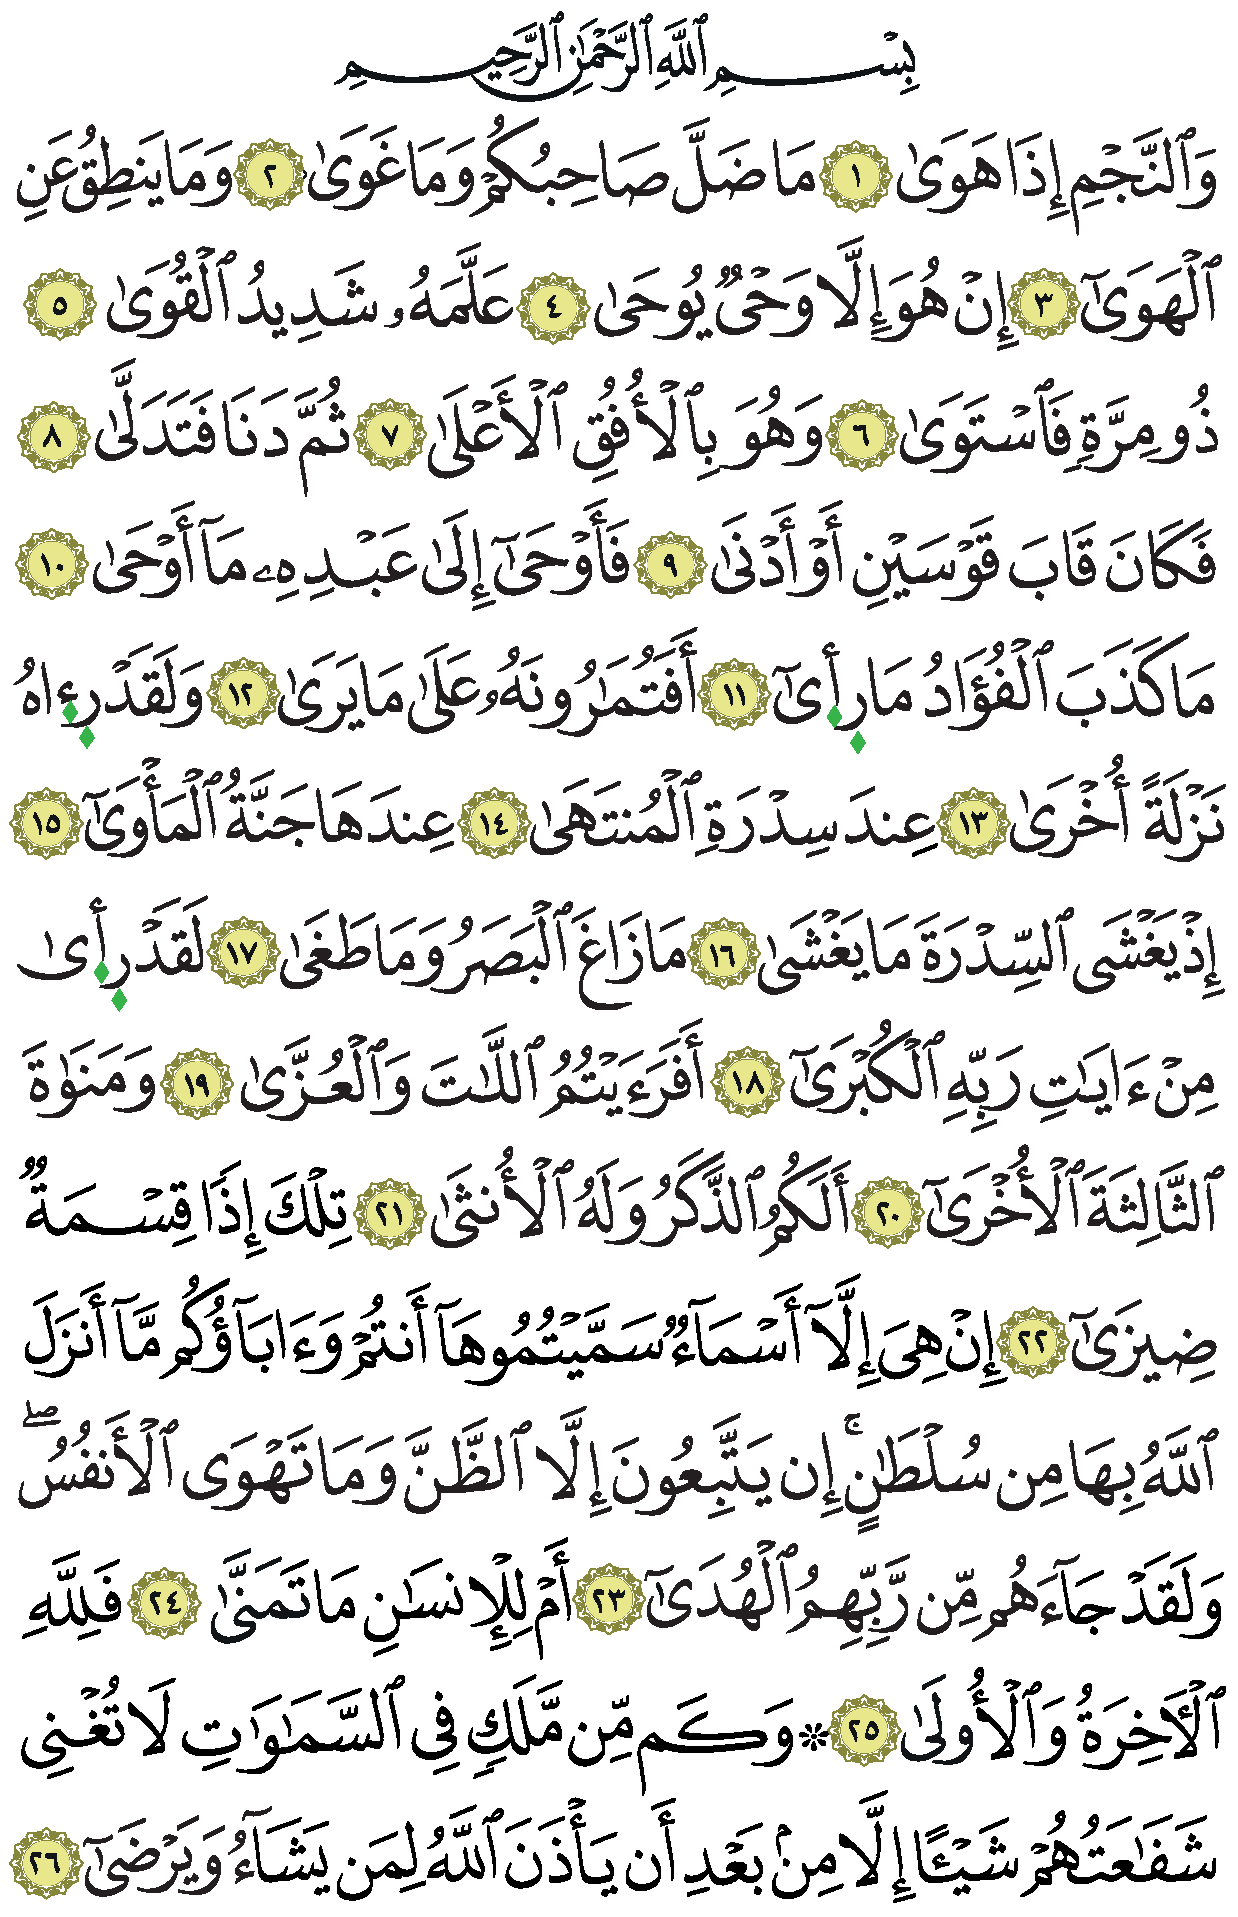 بِسْمِ ٱللَّهِ ٱلرَّحْمَٰنِ ٱلرَّحِيمِ
وَٱلنَّجْمِ إِذَا هَوَىٰ ١ مَا ضَلَّ صَاحِبُكُمْ وَمَا غَوَىٰ ٢ وَمَا يَنطِقُ عَنِ
ٱلْهَوَىٰٓ ٣ إِنْ هُوَ إِلَّا وَحْىٌ يُوحَىٰ ٤ عَلَّمَهُۥ شَدِيدُ ٱلْقُوَىٰ ٥
ذُو مِرَّةٍ فَٱسْتَوَىٰ ٦ وَهُوَ بِٱلْأُفُقِ ٱلْأَعْلَىٰ ٧ ثُمَّ دَنَا فَتَدَلَّىٰ ٨
فَكَانَ قَابَ قَوْسَيْنِ أَوْ أَدْنَىٰ ٩ فَأَوْحَىٰٓ إِلَىٰ عَبْدِهِۦ مَآ أَوْحَىٰ ١٠
مَا كَذَبَ ٱلْفُؤَادُ مَا رأىٰٓ ١١ أَفَتُمَٰرُونَهُۥ عَلَىٰ مَا يَرَىٰ ١٢ وَلَقَدْ رءاهُ
نَزْلَةً أُخْرَىٰ ١٣ عِندَ سِدْرَةِ ٱلْمُنتَهَىٰ ١٤ عِندَهَا جَنَّةُ ٱلْمَأْوَىٰٓ ١٥
إِذْ يَغْشَى ٱلسِّدْرَةَ مَا يَغْشَىٰ ١٦ مَا زَاغَ ٱلْبَصَرُ وَمَا طَغَىٰ ١٧ لَقَدْ رأىٰ
مِنْ ءَايَٰتِ رَبِّهِ ٱلْكُبْرَىٰٓ ١٨ أَفَرَءَيْتُمُ ٱللَّٰتَ وَٱلْعُزَّىٰ ١٩ وَمَنَوٰةَ
ٱلثَّالِثَةَ ٱلْأُخْرَىٰٓ ٢٠ أَلَكُمُ ٱلذَّكَرُ وَلَهُ ٱلْأُنثَىٰ ٢١ تِلْكَ إِذًا قِسْمَةٌ
ضِيزَىٰٓ ٢٢ إِنْ هِىَ إِلَّآ أَسْمَآءٌ سَمَّيْتُمُوهَآ أَنتُمْ وَءَابَآؤُكُم مَّآ أَنزَلَ
ٱللَّهُ بِهَا مِن سُلْطَٰنٍ ۚ إِن يَتَّبِعُونَ إِلَّا ٱلظَّنَّ وَمَا تَهْوَى ٱلْأَنفُسُ ۖ
وَلَقَدْ جَآءَهُم مِّن رَّبِّهِمُ ٱلْهُدَىٰٓ ٢٣ أَمْ لِلْإِنسَٰنِ مَا تَمَنَّىٰ ٢٤ فَلِلَّهِ
ٱلْـَٔاخِرَةُ وَٱلْأُولَىٰ ٢٥ ۞ وَكَم مِّن مَّلَكٍ فِى ٱلسَّمَٰوَٰتِ لَا تُغْنِى
شَفَٰعَتُهُمْ شَيْـًٔا إِلَّا مِنۢ بَعْدِ أَن يَأْذَنَ ٱللَّهُ لِمَن يَشَآءُ وَيَرْضَىٰٓ ٢٦